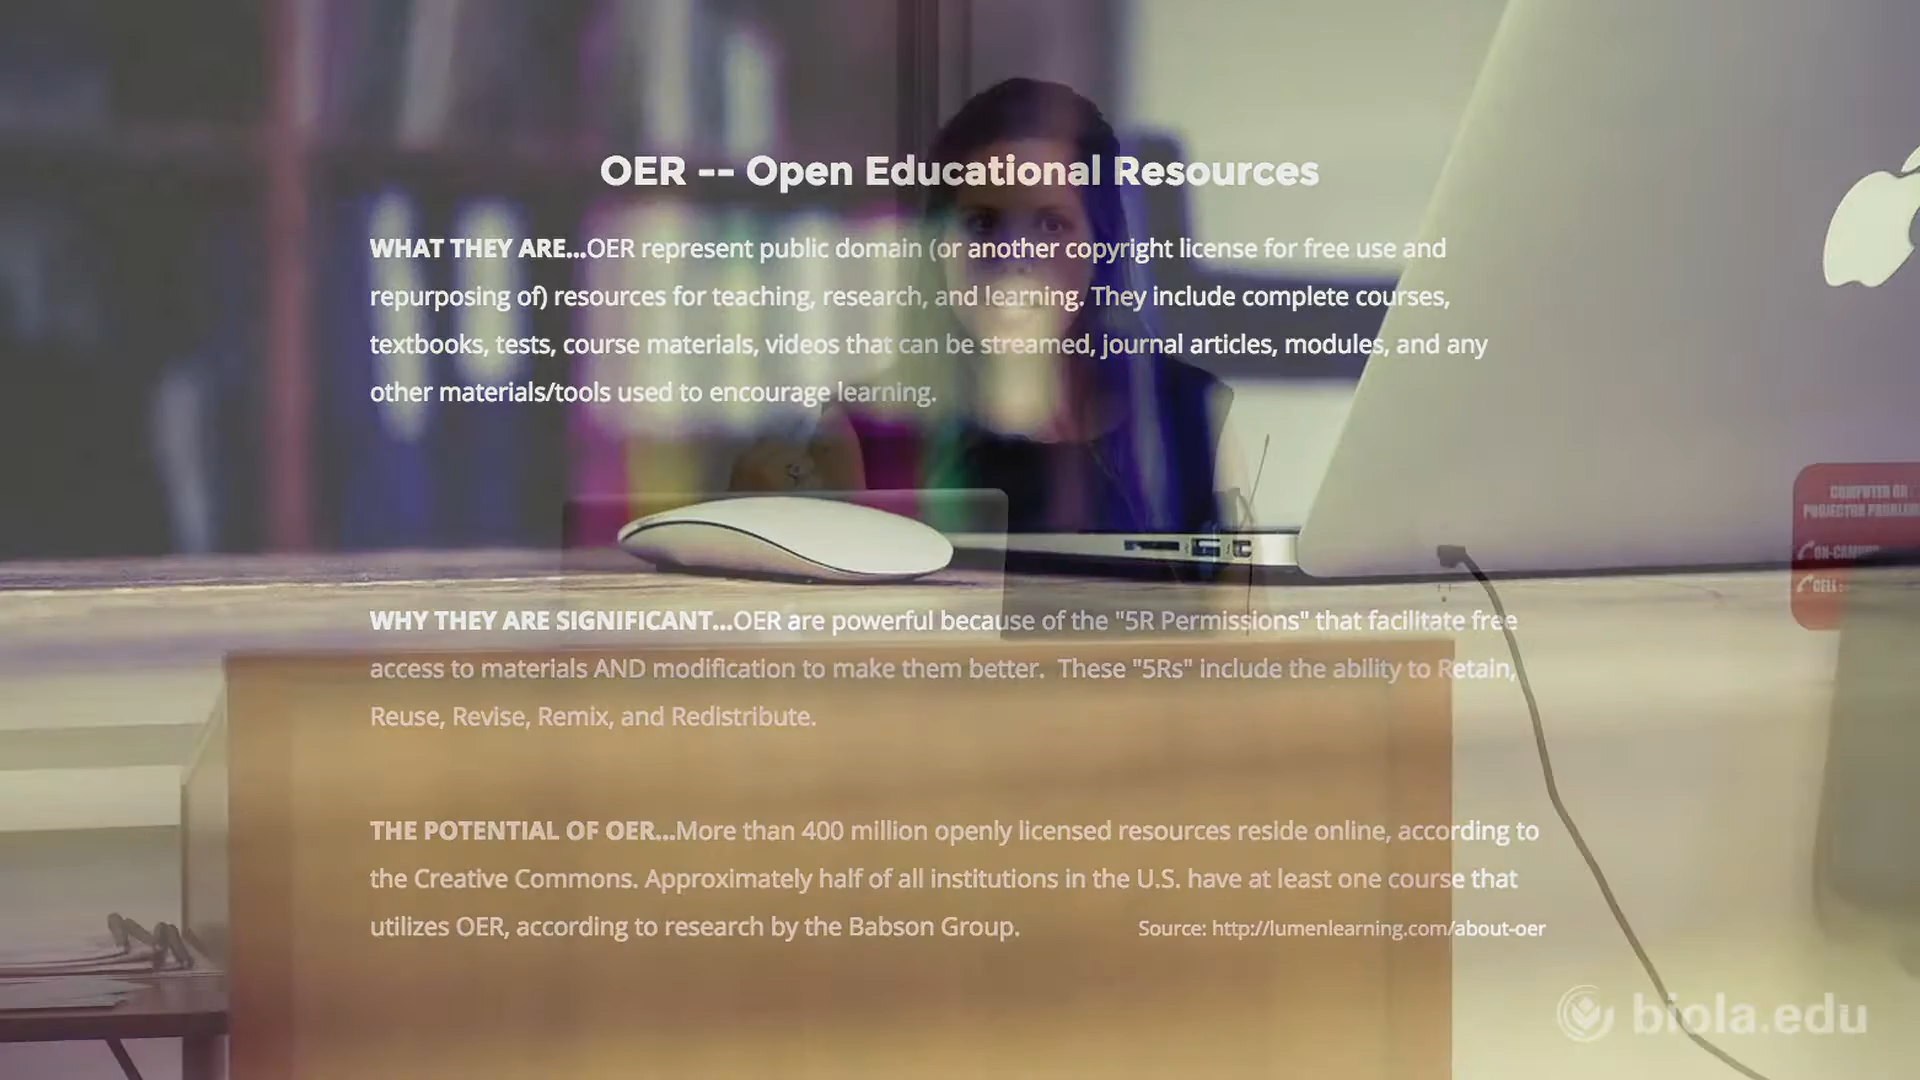 OER -- Open Educational Resources
WHAT THEY ARE...OER represent public domain (or another copyright license for free use and
repurposing of) resources for teaching, research, and learning. They include complete courses,
textbooks, tests, course materials, videos that can be streamed, journal articles, modules, and any
other materials/tools used to encourage learning.
COMPUTER OR
PROJECTOR PROBLEM
ON-CAMPUS
CELL:
WHY THEY ARE SIGNIFICANT...OER are powerful because of the "5R Permissions" that facilitate free
access to materials AND modification to make them better.  These "5Rs" include the ability to Retain,
Reuse, Revise, Remix, and Redistribute.
THE POTENTIAL OF OER...More than 400 million openly licensed resources reside online, according to
the Creative Commons. Approximately half of all institutions in the U.S. have at least one course that
utilizes OER, according to research by the Babson Group.
Source: http://lumenlearning.com/about-oer
biola.edu